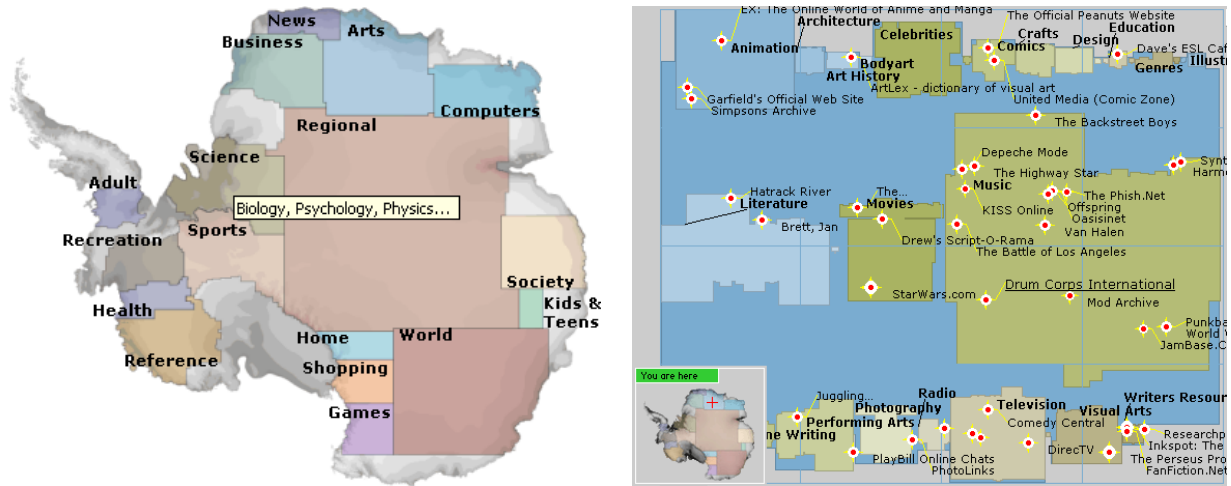 News
Arts
Business
Computers
Regional
Science
Adult
Biology, Psychology, Physics...
Recreation
Sports
Society
Kids &
Teens
Health
Home
World
Reference
Shopping
Games
EX: The Online World of Anime and Manga
Architecture
The Official Peanuts Website
Education
Celebrities
Crafts
Animation
Comics
Design
Dave's ESL Caf
Bodyart
Genres
Illustr
Art History
ArtLex - dictionary of visual art
Garfield's Official Web Site
United Media (Comic Zone)
Simpsons Archive
The Backstreet Boys
Depeche Mode
Synt
The Highway Star
Harmo
Hatrack River
The...
Music
The Phish.Net
Literature
Movies
KISS Online
Offspring
Oasisinet
Brett, Jan
Van Halen
Drew's Script-O-Rama
The Battle of Los Angeles
Drum Corps International
StarWars.com
Mod Archive
Punkba
World W
JamBase.C
You are here
Juggling...
Radio
Writers Resour
Photography
Television
Visual Arts
Performing Arts
Comedy Central
ne Writing
Researchp
Inkspot: The
DirecTV
PlayBill Online Chats
The Perseus Pro
PhotoLinks
FanFiction.Net